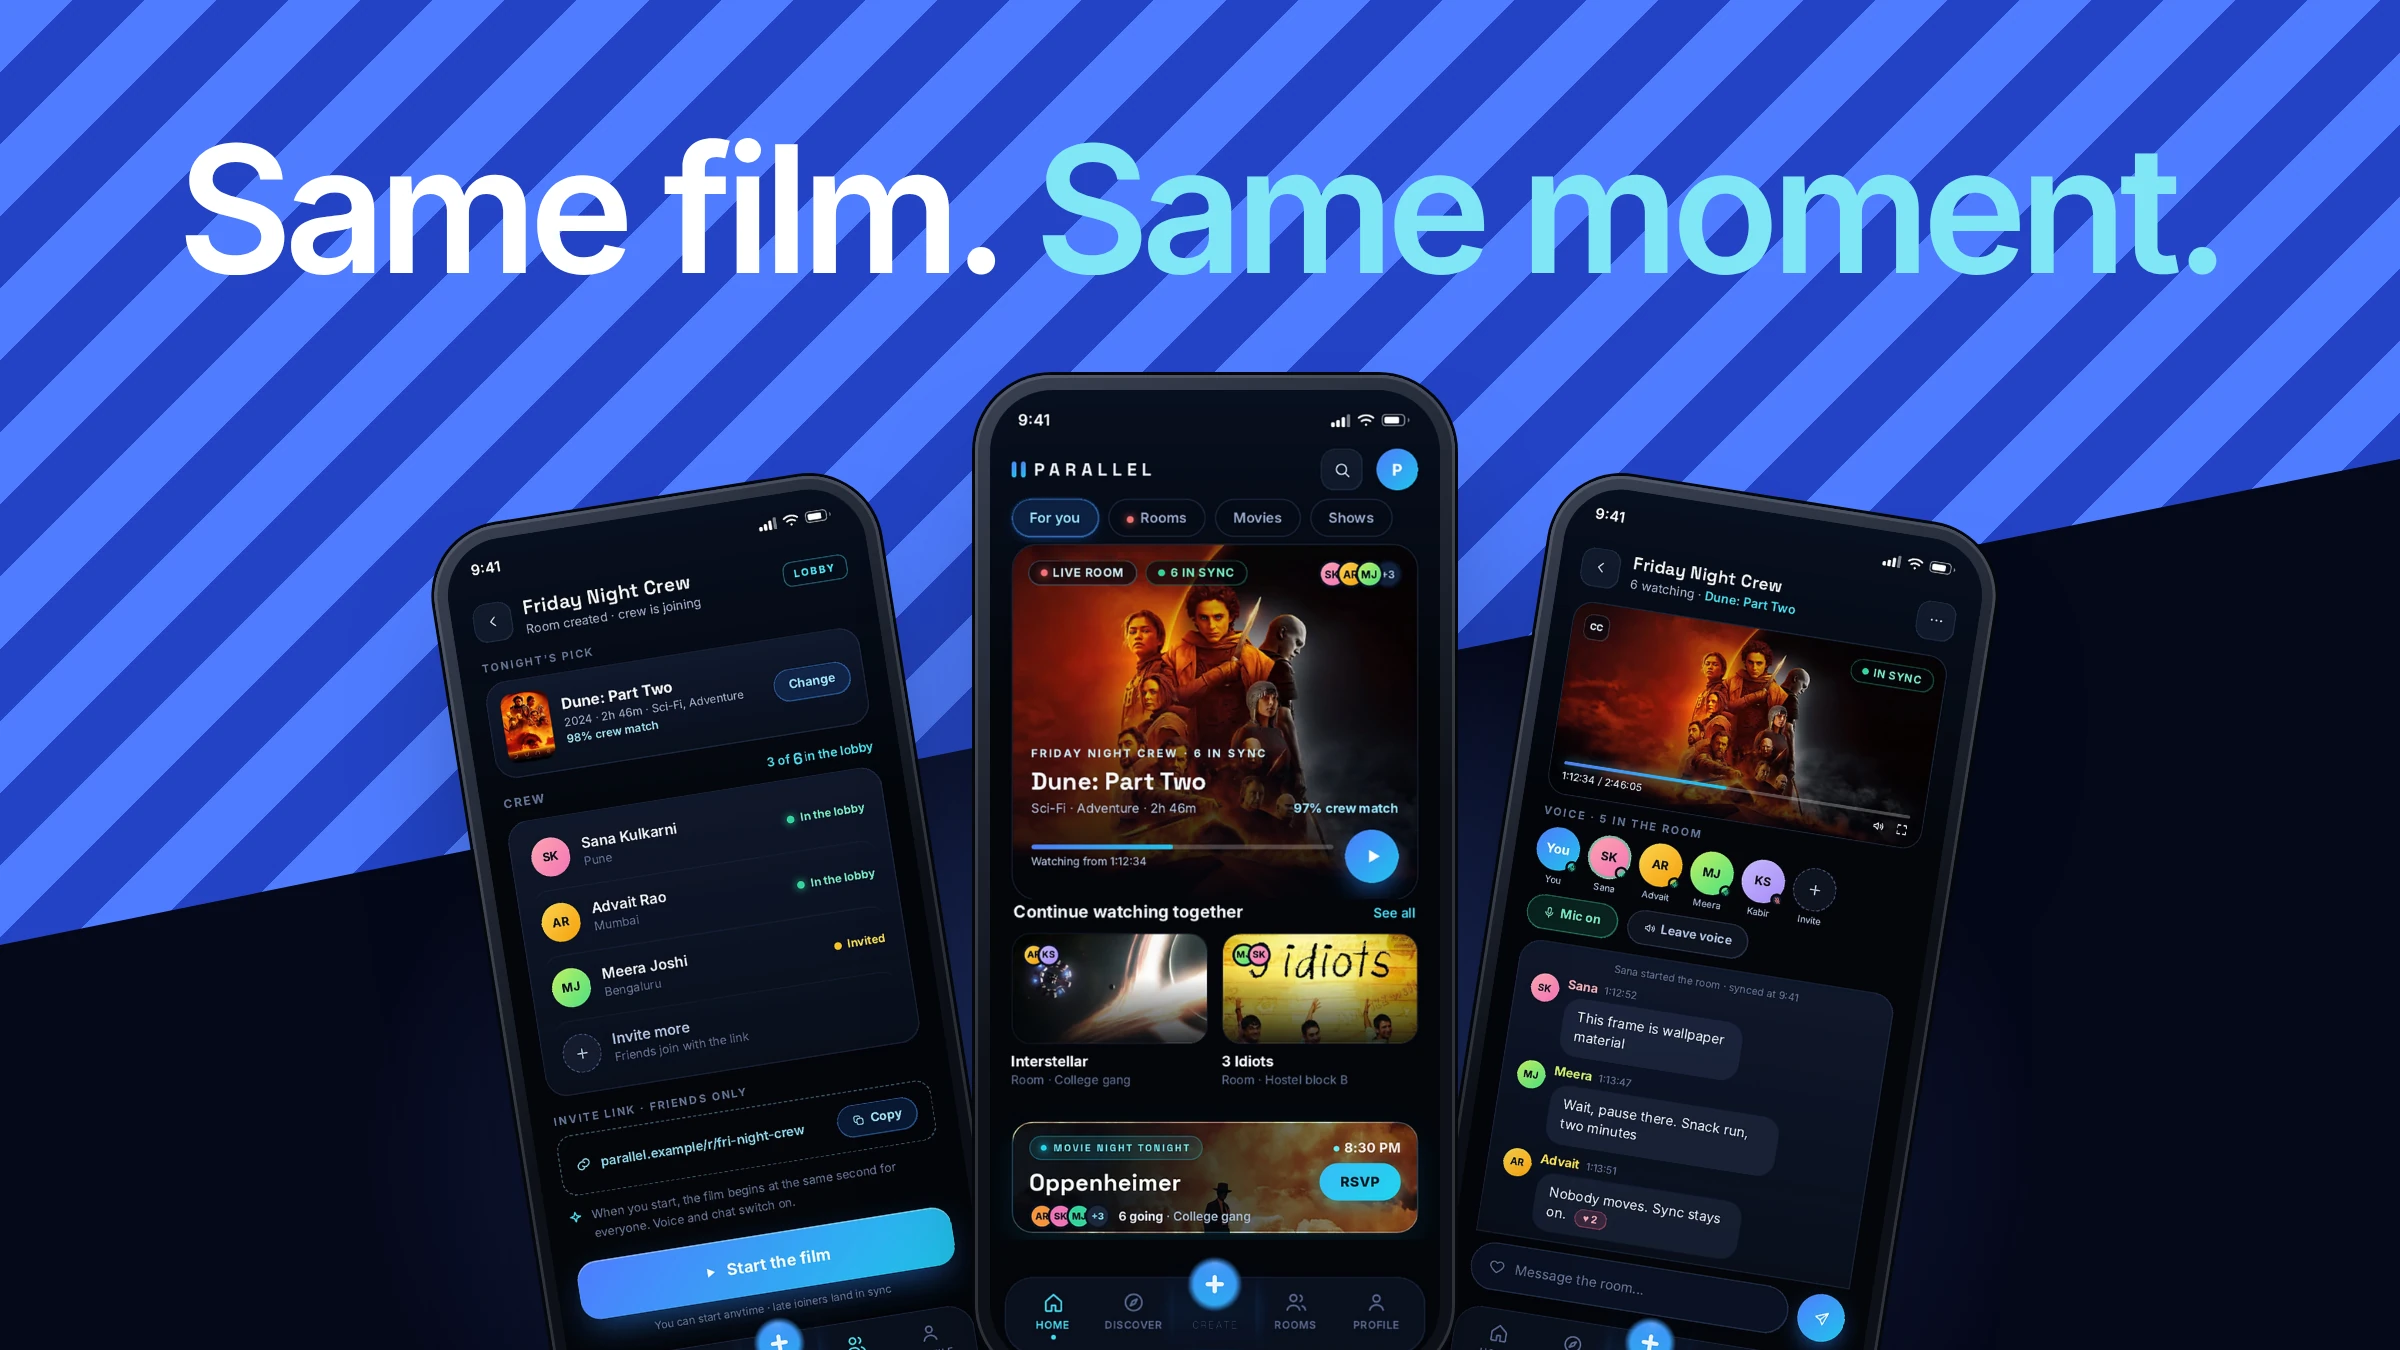 Same film. Same moment.
9:41
LOBBY
Friday Night Crew
Room created · crew is joining
TONIGHT'S PICK
Dune: Part Two
2024 · 2h 46m · Sci-Fi, Adventure
98% crew match
Change
3 of 6 in the lobby
CREW
SK
Sana Kulkarni
Pune
In the lobby
AR
Advait Rao
Mumbai
In the lobby
MJ
Meera Joshi
Bengaluru
Invited
Invite more
Friends join with the link
INVITE LINK · FRIENDS ONLY
parallel.example/r/fri-night-crew
Copy
When you start, the film begins at the same second for
everyone. Voice and chat switch on.
Start the film
You can start anytime · late joiners land in sync
9:41
PARALLEL
P
For you
Rooms
Movies
Shows
LIVE ROOM
6 IN SYNC
SK AR MJ +3
FRIDAY NIGHT CREW · 6 IN SYNC
Dune: Part Two
Sci-Fi · Adventure · 2h 46m
97% crew match
Watching from 1:12:34
Continue watching together
See all
AR KS
MJ SK
3 idiots
Interstellar
Room · College gang
3 Idiots
Room · Hostel block B
MOVIE NIGHT TONIGHT
8:30 PM
Oppenheimer
RSVP
AR SK MJ +3
6 going · College gang
HOME
DISCOVER
CREATE
ROOMS
PROFILE
9:41
Friday Night Crew
6 watching · Dune: Part Two
CC
IN SYNC
1:12:34 / 2:46:05
VOICE · 5 IN THE ROOM
You
SK
AR
MJ
KS
You
Sana
Advait
Meera
Kabir
Invite
Mic on
Leave voice
Sana started the room · synced at 9:41
SK
Sana 1:12:52
This frame is wallpaper
material
MJ
Meera 1:13:47
Wait, pause there. Snack run,
two minutes
AR
Advait 1:13:51
Nobody moves. Sync stays
on. ♥ 2
Message the room...